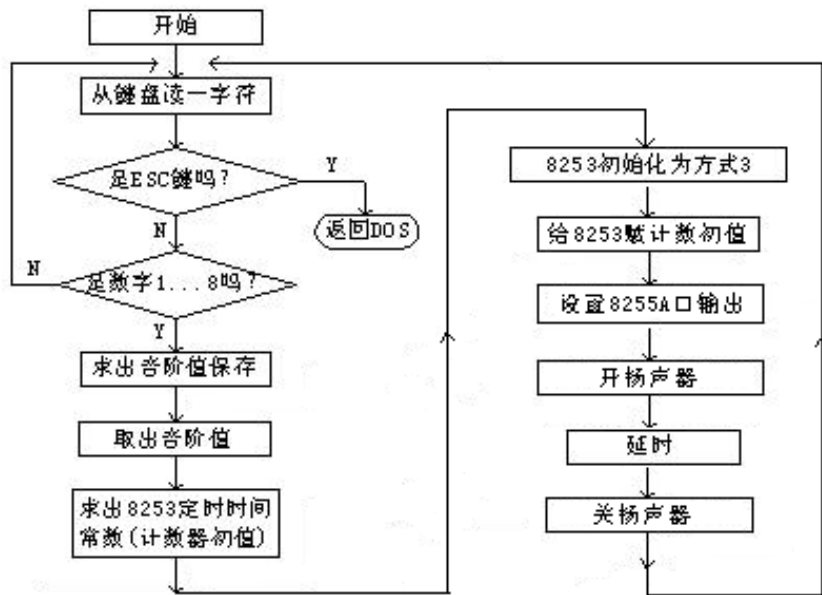 开始
从键盘读一字符
是ESC键吗?
Y
返回DOS
N
N
是数字1...8吗?
Y
求出音阶值保存
取出音阶值
求出8253定时时间
常数(计数器初值)
8253初始化为方式3
给8253赋计数初值
设置8255A口输出
开扬声器
延时
关扬声器